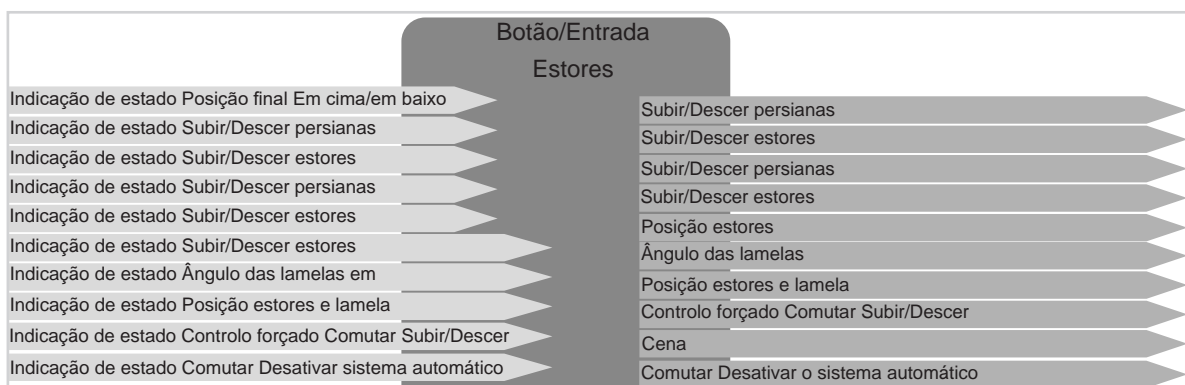 Botão/Entrada
Estores
Indicação de estado Posição final Em cima/em baixo
Indicação de estado Subir/Descer persianas
Indicação de estado Subir/Descer estores
Indicação de estado Subir/Descer persianas
Indicação de estado Subir/Descer estores
Indicação de estado Subir/Descer estores
Indicação de estado Ângulo das lamelas em
Indicação de estado Posição estores e lamela
Indicação de estado Controlo forçado Comutar Subir/Descer
Indicação de estado Comutar Desativar sistema automático
Subir/Descer persianas
Subir/Descer estores
Subir/Descer persianas
Subir/Descer estores
Posição estores
Ângulo das lamelas
Posição estores e lamela
Controlo forçado Comutar Subir/Descer
Cena
Comutar Desativar o sistema automático